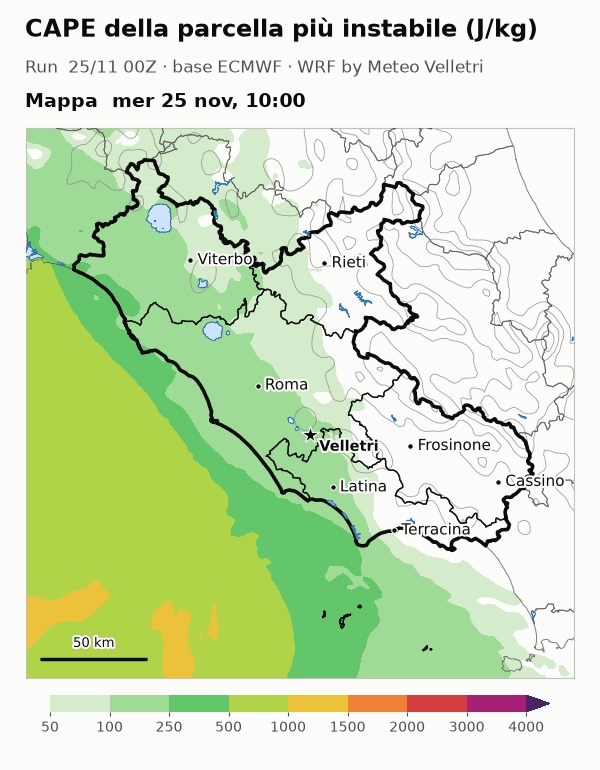 CAPE della parcella più instabile (J/kg)
Run  25/11 00Z · base ECMWF · WRF by Meteo Velletri
Mappa  mer 25 nov, 10:00
Viterbo
Rieti
Roma
Velletri
Frosinone
Cassino
Latina
Terracina
50 km
50 100 250 500 1000 1500 2000 3000 4000